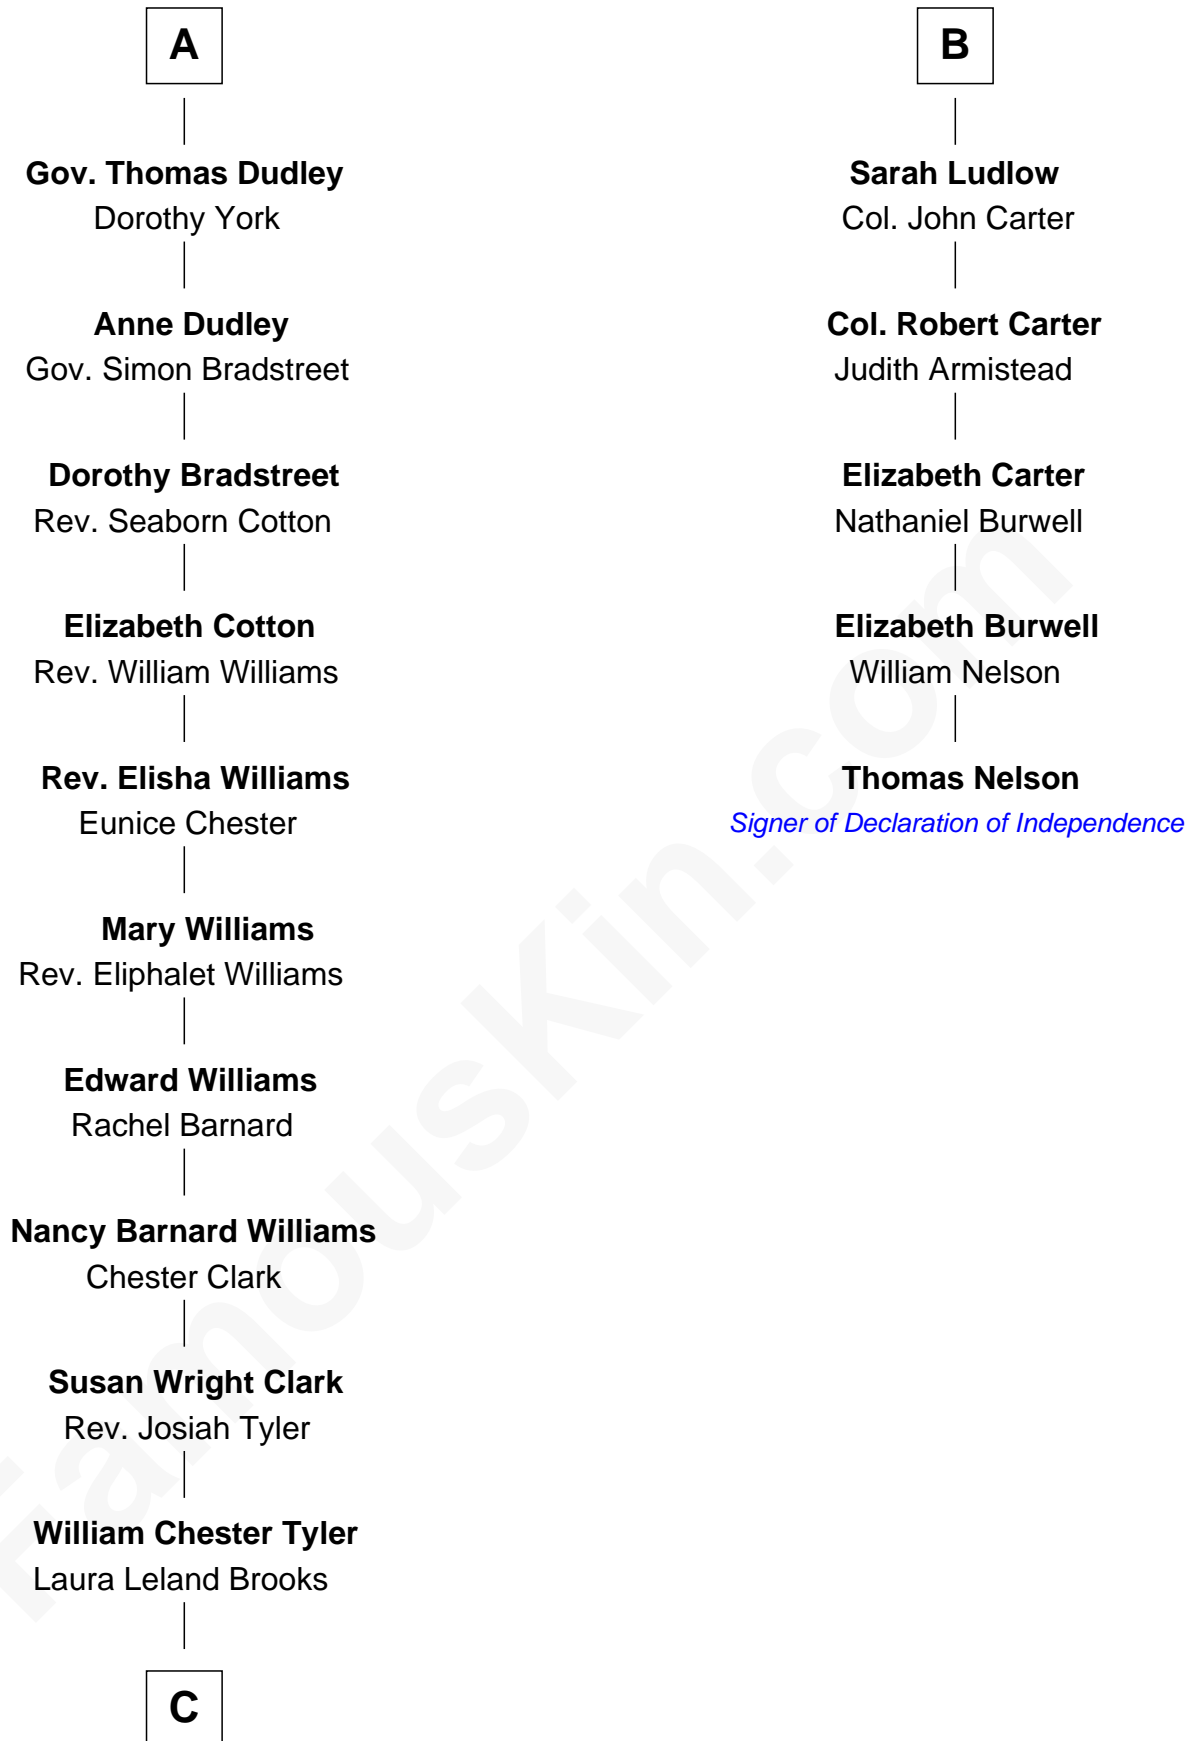 A
Gov. Thomas Dudley
Dorothy York
Anne Dudley
Gov. Simon Bradstreet
Dorothy Bradstreet
Rev. Seaborn Cotton
Elizabeth Cotton
Rev. William Williams
Rev. Elisha Williams
Eunice Chester
Mary Williams
Rev. Eliphalet Williams
Edward Williams
Rachel Barnard
Nancy Barnard Williams
Chester Clark
Susan Wright Clark
Rev. Josiah Tyler
William Chester Tyler
Laura Leland Brooks
C
B
Sarah Ludlow
Col. John Carter
Col. Robert Carter
Judith Armistead
Elizabeth Carter
Nathaniel Burwell
Elizabeth Burwell
William Nelson
Thomas Nelson
Signer of Declaration of Independence
FamousKin.com